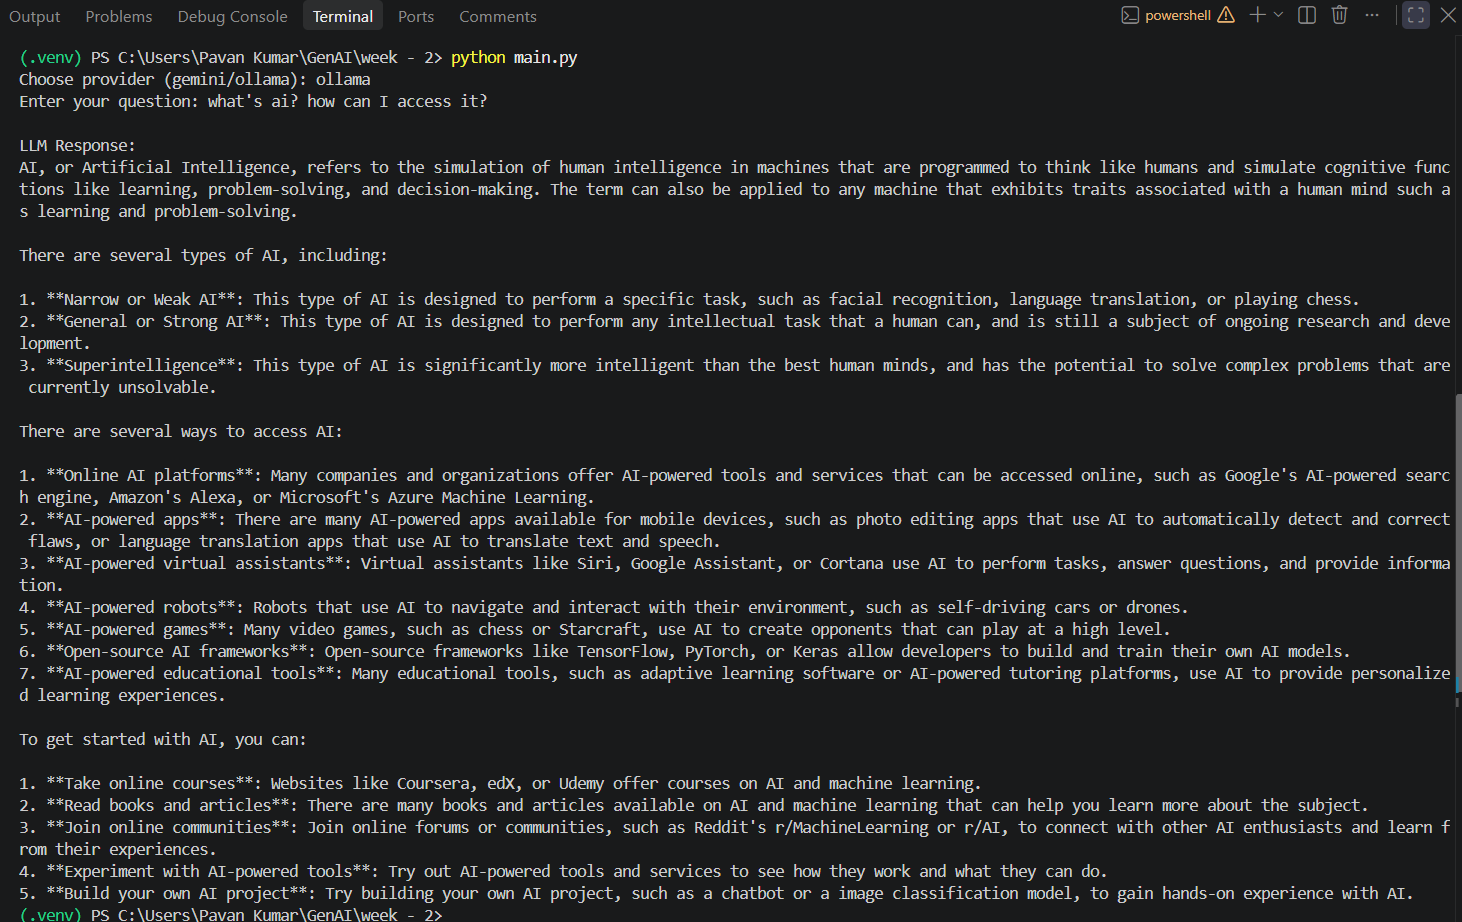 Output Problems Debug Console Terminal Ports Comments powershell
(.venv) PS C:\Users\Pavan Kumar\GenAI\week - 2> python main.py
Choose provider (gemini/ollama): ollama
Enter your question: what's ai? how can I access it?
LLM Response:
AI, or Artificial Intelligence, refers to the simulation of human intelligence in machines that are programmed to think like humans and simulate cognitive func
tions like learning, problem-solving, and decision-making. The term can also be applied to any machine that exhibits traits associated with a human mind such a
s learning and problem-solving.
There are several types of AI, including:
1. **Narrow or Weak AI**: This type of AI is designed to perform a specific task, such as facial recognition, language translation, or playing chess.
2. **General or Strong AI**: This type of AI is designed to perform any intellectual task that a human can, and is still a subject of ongoing research and deve
lopment.
3. **Superintelligence**: This type of AI is significantly more intelligent than the best human minds, and has the potential to solve complex problems that are
currently unsolvable.
There are several ways to access AI:
1. **Online AI platforms**: Many companies and organizations offer AI-powered tools and services that can be accessed online, such as Google's AI-powered searc
h engine, Amazon's Alexa, or Microsoft's Azure Machine Learning.
2. **AI-powered apps**: There are many AI-powered apps available for mobile devices, such as photo editing apps that use AI to automatically detect and correct
flaws, or language translation apps that use AI to translate text and speech.
3. **AI-powered virtual assistants**: Virtual assistants like Siri, Google Assistant, or Cortana use AI to perform tasks, answer questions, and provide informa
tion.
4. **AI-powered robots**: Robots that use AI to navigate and interact with their environment, such as self-driving cars or drones.
5. **AI-powered games**: Many video games, such as chess or Starcraft, use AI to create opponents that can play at a high level.
6. **Open-source AI frameworks**: Open-source frameworks like TensorFlow, PyTorch, or Keras allow developers to build and train their own AI models.
7. **AI-powered educational tools**: Many educational tools, such as adaptive learning software or AI-powered tutoring platforms, use AI to provide personalize
d learning experiences.
To get started with AI, you can:
1. **Take online courses**: Websites like Coursera, edX, or Udemy offer courses on AI and machine learning.
2. **Read books and articles**: There are many books and articles available on AI and machine learning that can help you learn more about the subject.
3. **Join online communities**: Join online forums or communities, such as Reddit's r/MachineLearning or r/AI, to connect with other AI enthusiasts and learn f
rom their experiences.
4. **Experiment with AI-powered tools**: Try out AI-powered tools and services to see how they work and what they can do.
5. **Build your own AI project**: Try building your own AI project, such as a chatbot or a image classification model, to gain hands-on experience with AI.
(.venv) PS C:\Users\Pavan Kumar\GenAI\week - 2>